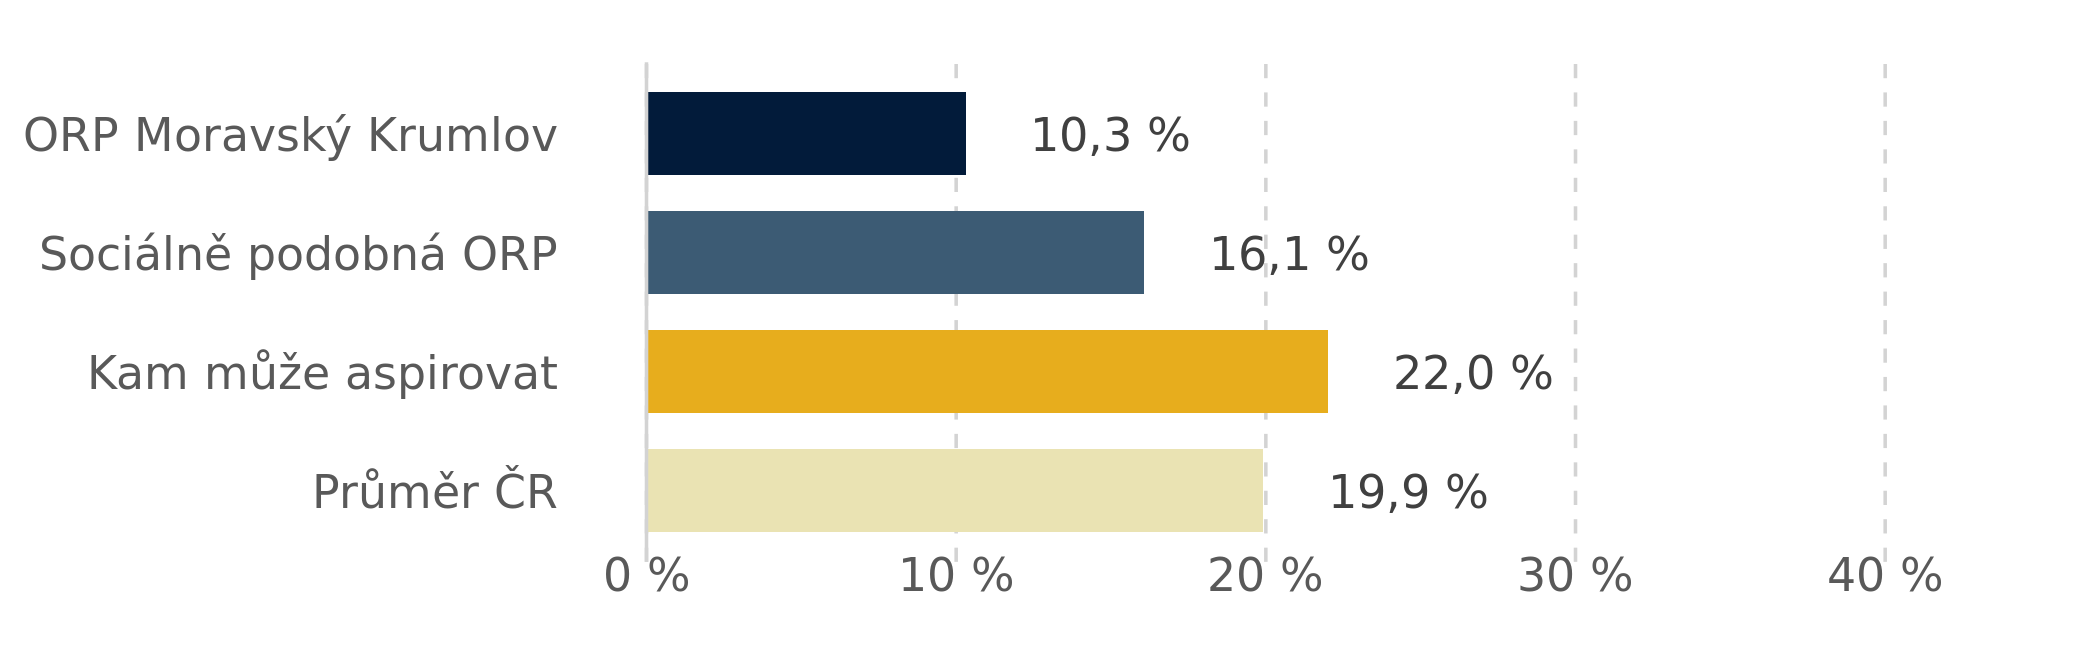 ORP Moravský Krumlov 10,3 %
Sociálně podobná ORP 16,1 %
Kam může aspirovat 22,0 %
Průměr ČR 19,9 %
0 % 10 % 20 % 30 % 40 %